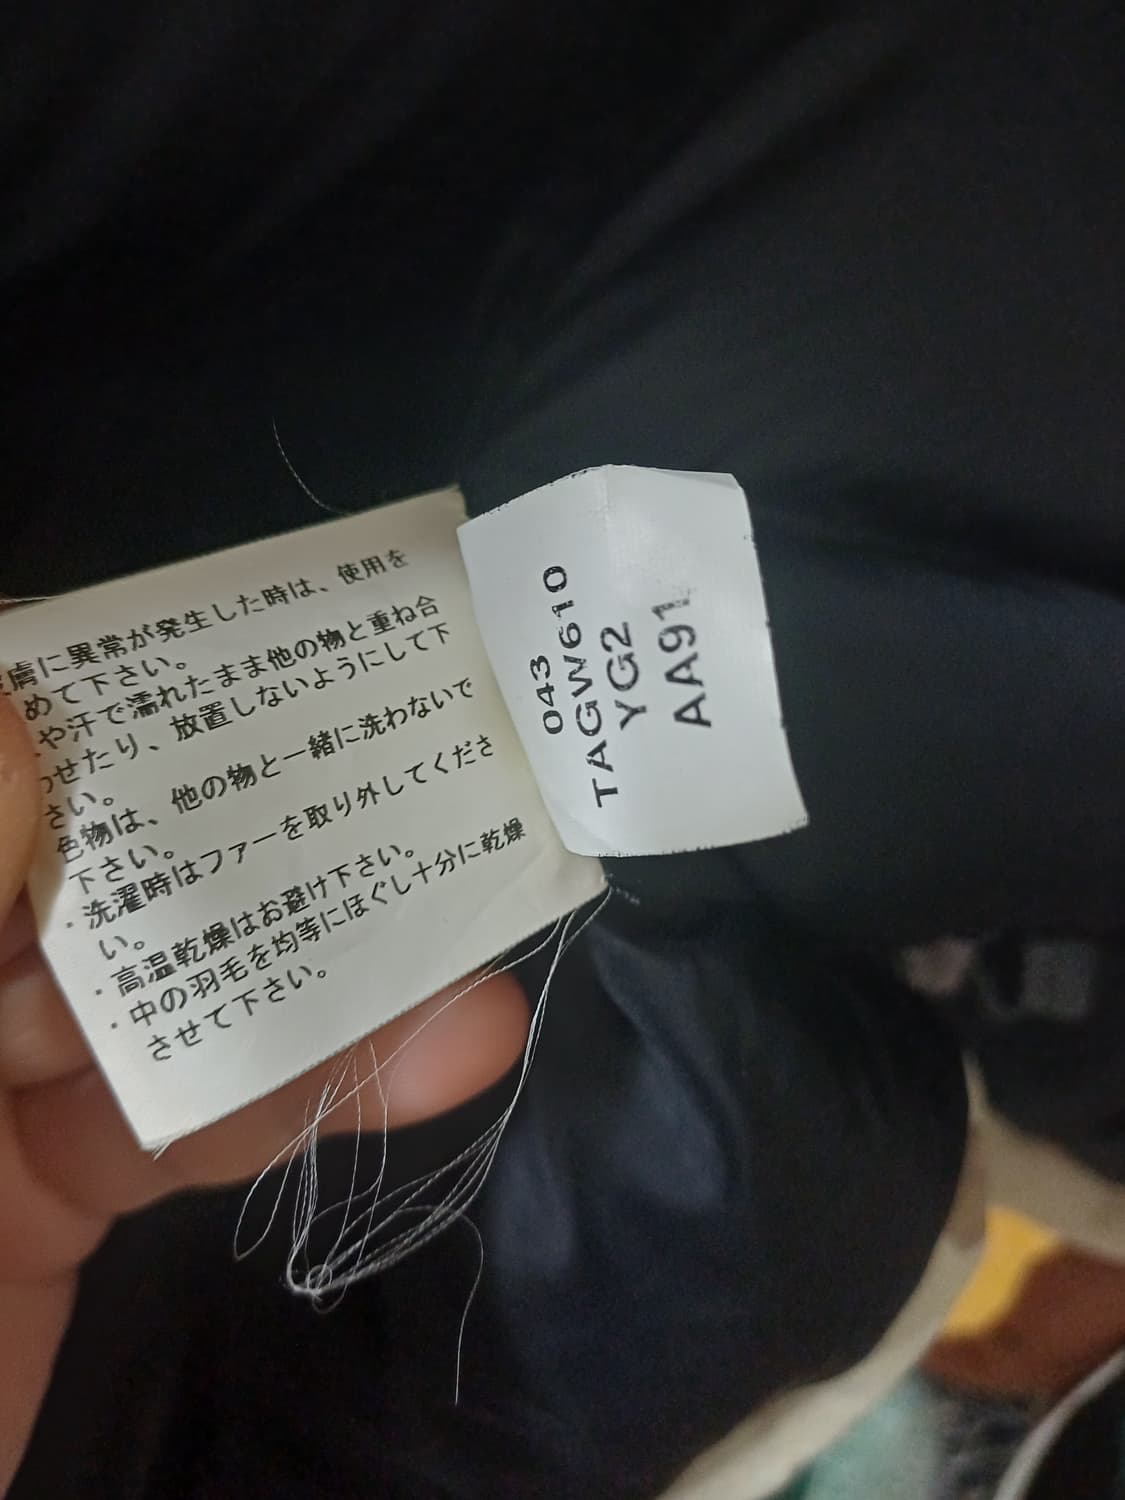 膚に異常が発生した時は、使用を
めて下さい。
や汗で濡れたまま他の物と重ね合
わせたり、放置しないようにして下
さい。
色物は、他の物と一緒に洗わないで
下さい。
・洗濯時はファーを取り外してくださ
い。
・高温乾燥はお避け下さい。
・中の羽毛を均等にほぐし十分に乾燥
させて下さい。
043
TAGW610
YG2
AA91